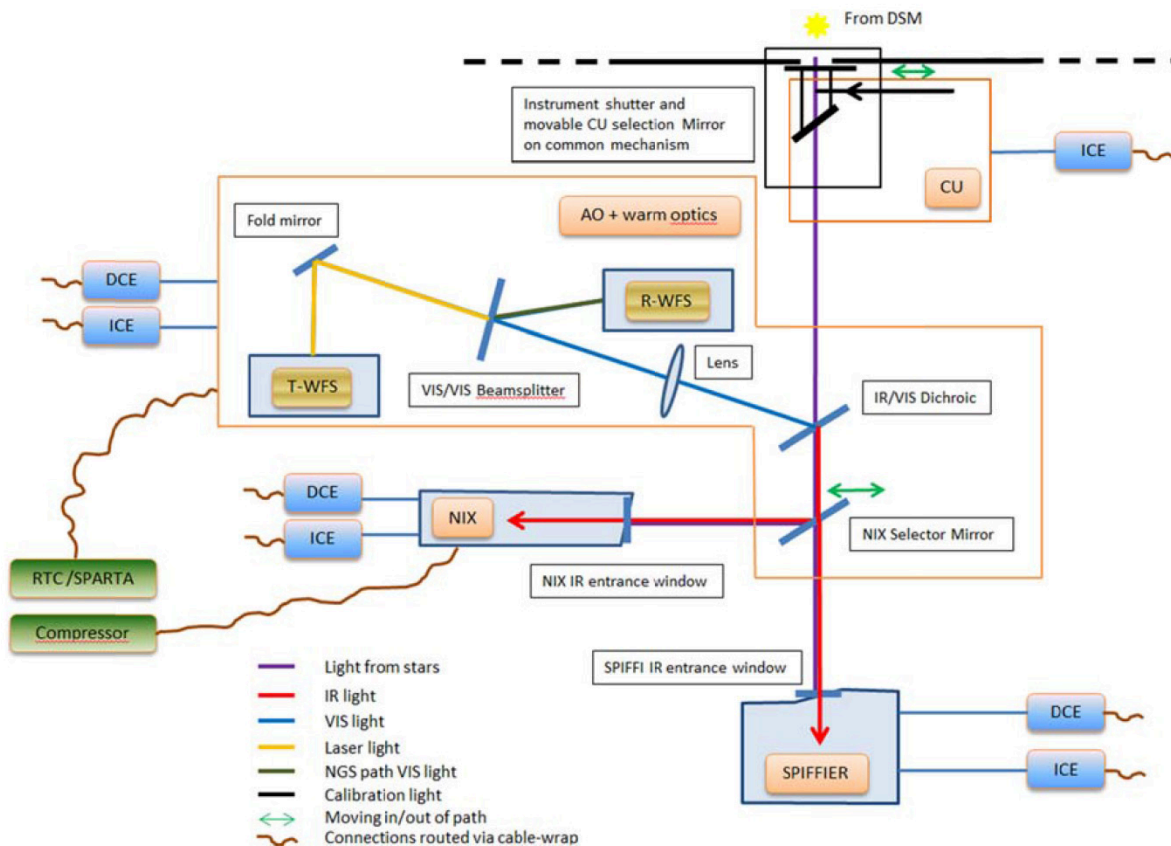 From DSM
Instrument shutter and
movable CU selection Mirror
on common mechanism
ICE
CU
Fold mirror
AO + warm optics
DCE
ICE
R-WFS
T-WFS
VIS/VIS Beamsplitter
Lens
IR/VIS Dichroic
DCE
ICE
NIX
NIX Selector Mirror
NIX IR entrance window
RTC/SPARTA
Compressor
SPIFFI IR entrance window
Light from stars
IR light
VIS light
Laser light
NGS path VIS light
Calibration light
Moving in/out of path
Connections routed via cable-wrap
DCE
ICE
SPIFFIER